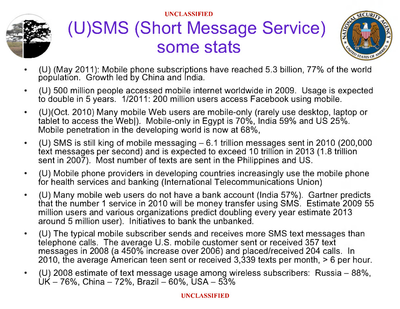 UNCLASSIFIED
(U)SMS (Short Message Service)
some stats
• (U) (May 2011): Mobile phone subscriptions have reached 5.3 billion, 77% of the world
population. Growth led by China and India.
• (U) 500 million people accessed mobile internet worldwide in 2009. Usage is expected
to double in 5 years. 1/2011: 200 million users access Facebook using mobile.
• (U)(Oct. 2010) Many mobile Web users are mobile-only (rarely use desktop, laptop or
tablet to access the Web|). Mobile-only in Egypt is 70%, India 59% and US 25%.
Mobile penetration in the developing world is now at 68%,
• (U) SMS is still king of mobile messaging – 6.1 trillion messages sent in 2010 (200,000
text messages per second) and is expected to exceed 10 trillion in 2013 (1.8 trillion
sent in 2007). Most number of texts are sent in the Philippines and US.
• (U) Mobile phone providers in developing countries increasingly use the mobile phone
for health services and banking (International Telecommunications Union)
• (U) Many mobile web users do not have a bank account (India 57%). Gartner predicts
that the number 1 service in 2010 will be money transfer using SMS. Estimate 2009 55
million users and various organizations predict doubling every year estimate 2013
around 5 million user). Initiatives to bank the unbanked.
• (U) The typical mobile subscriber sends and receives more SMS text messages than
telephone calls. The average U.S. mobile customer sent or received 357 text
messages in 2008 (a 450% increase over 2006) and placed/received 204 calls. In
2010, the average American teen sent or received 3,339 texts per month, > 6 per hour.
• (U) 2008 estimate of text message usage among wireless subscribers: Russia – 88%,
UK – 76%, China – 72%, Brazil – 60%, USA – 53%
UNCLASSIFIED